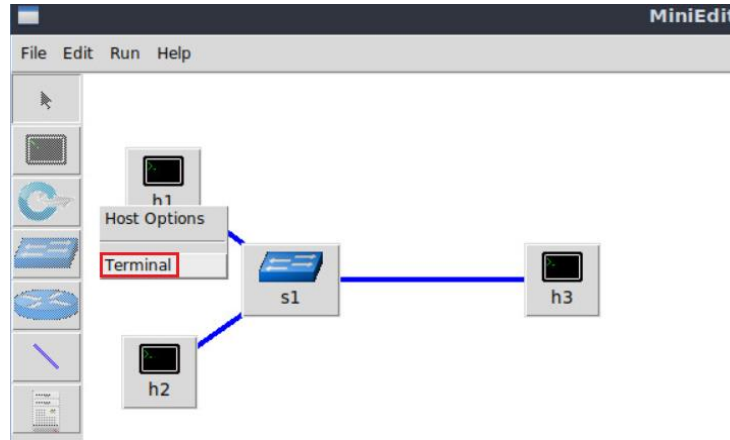 MiniEdit
File Edit Run Help
h1
Host Options
Terminal
s1
h3
h2